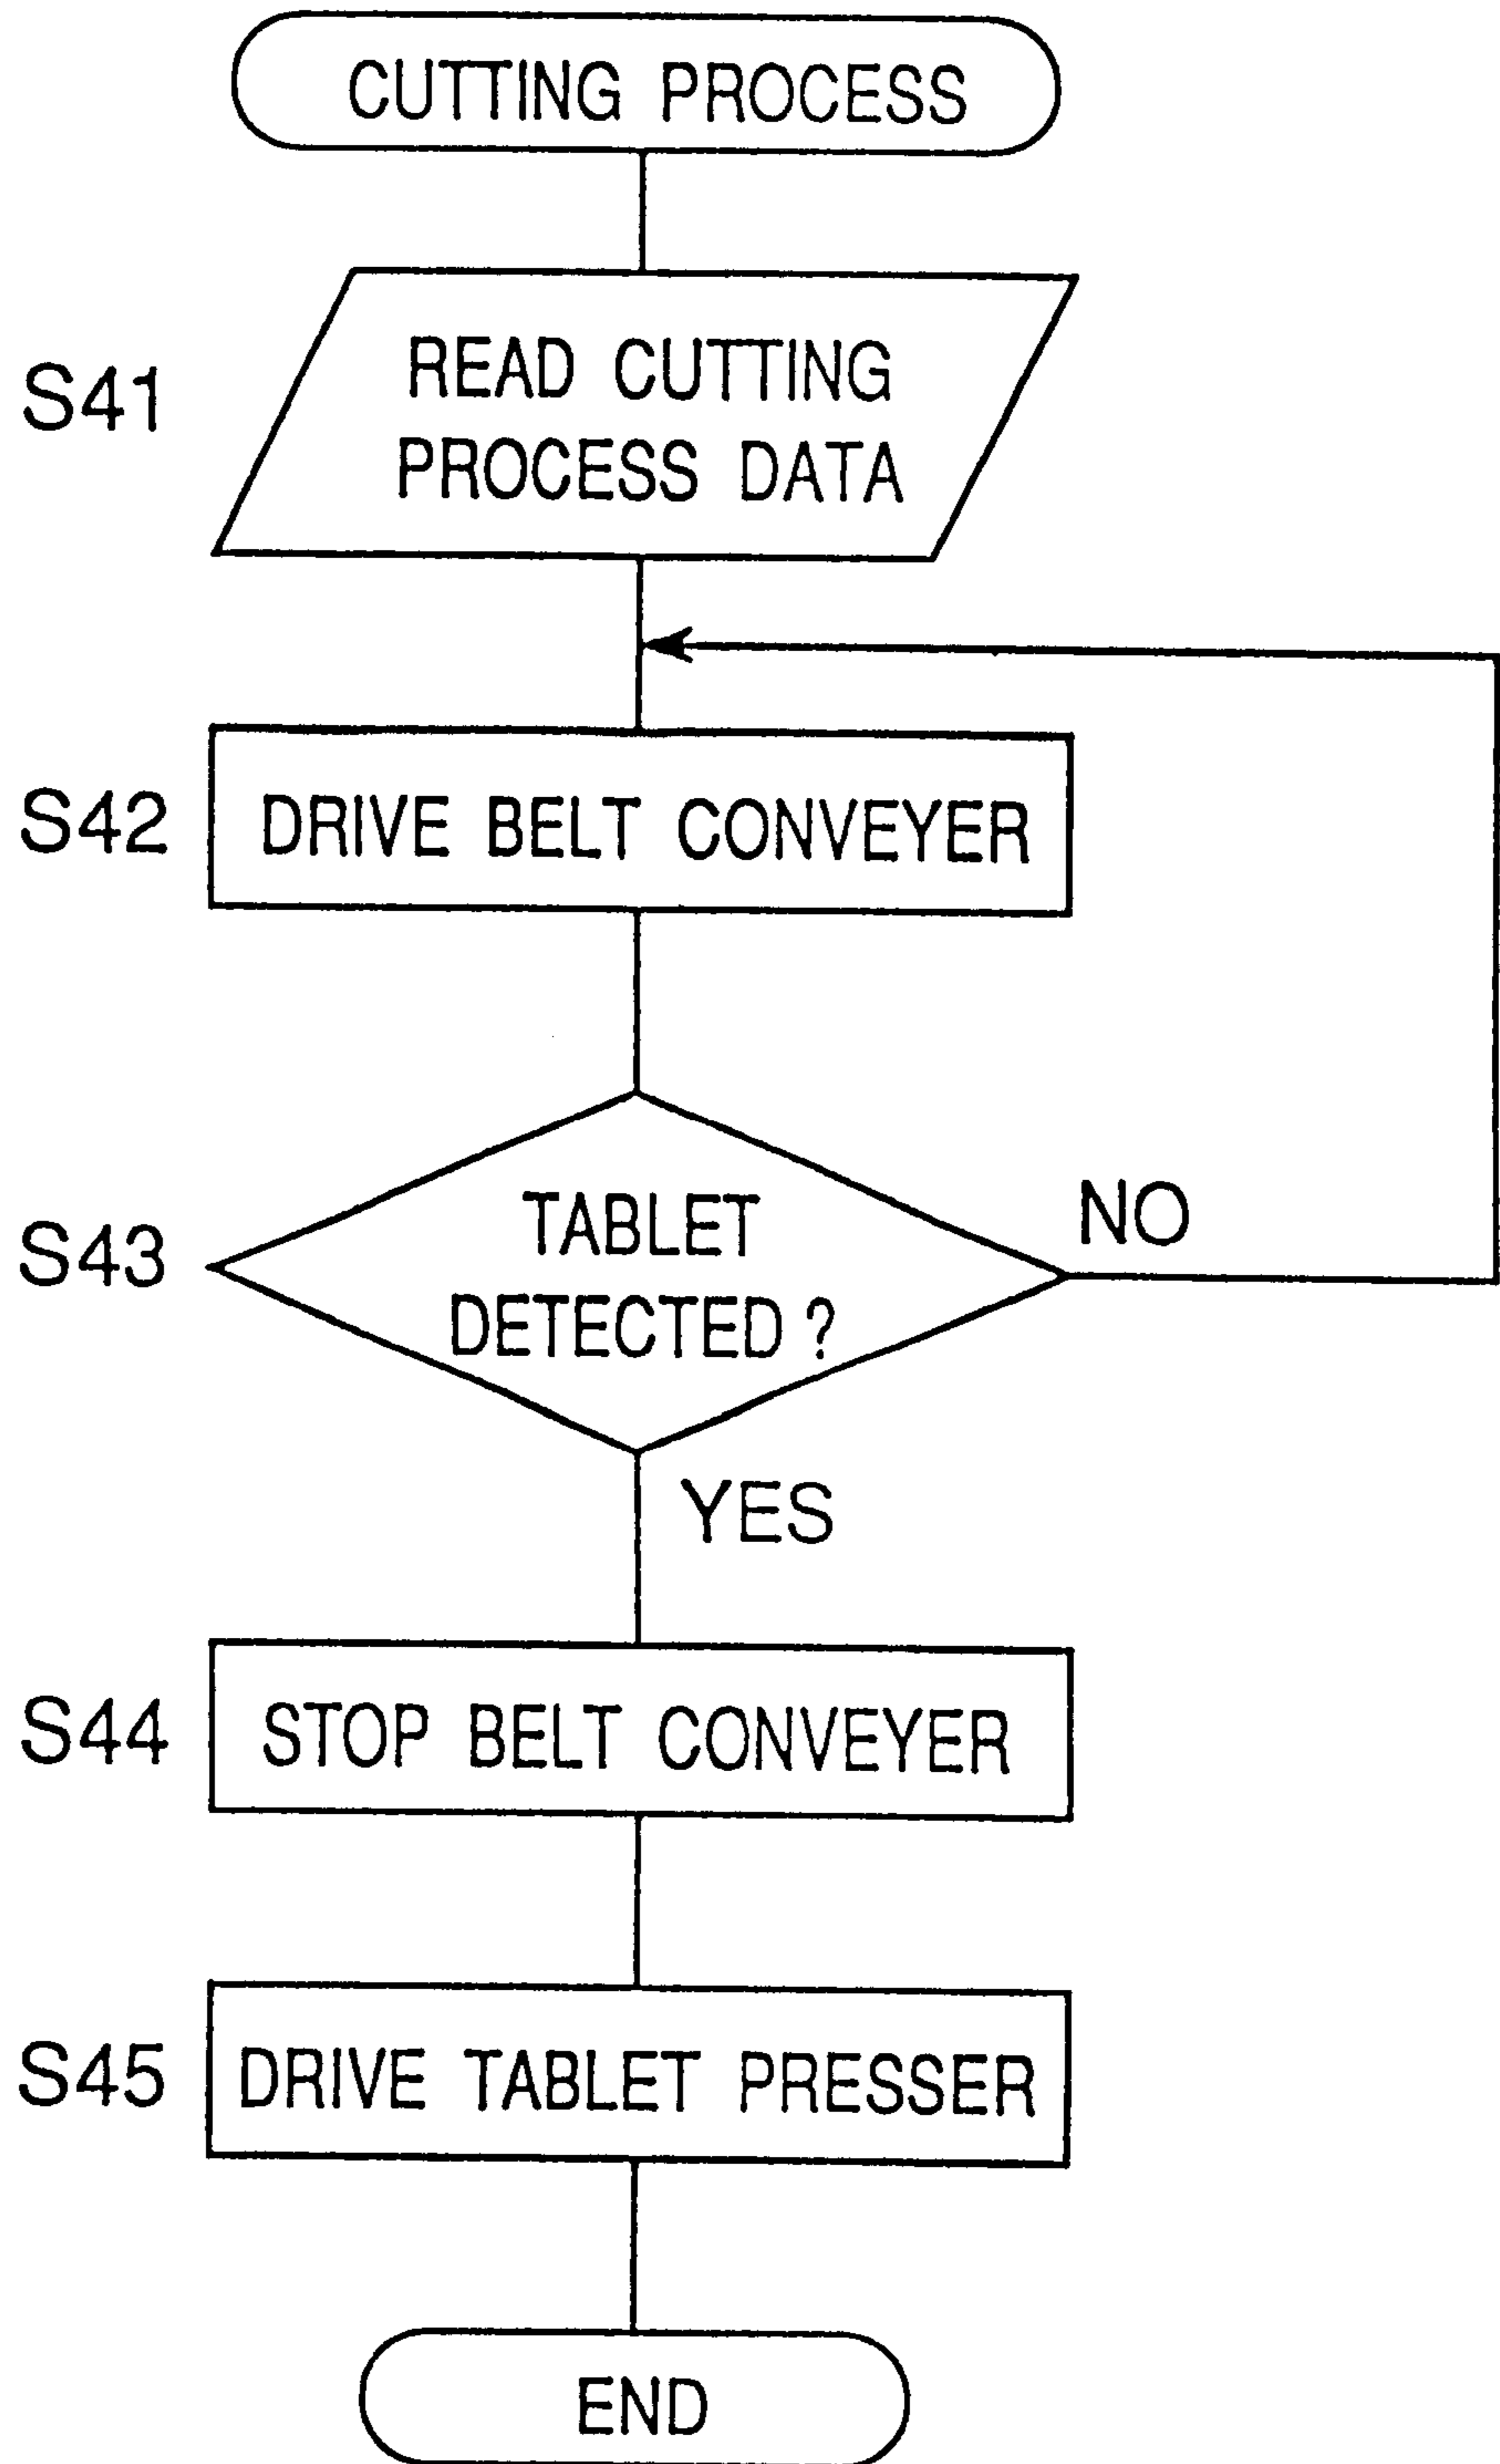 CUTTING PROCESS
S41
READ CUTTING
PROCESS DATA
S42
DRIVE BELT CONVEYER
S43
TABLET
DETECTED ?
NO
YES
S44
STOP BELT CONVEYER
S45
DRIVE TABLET PRESSER
END